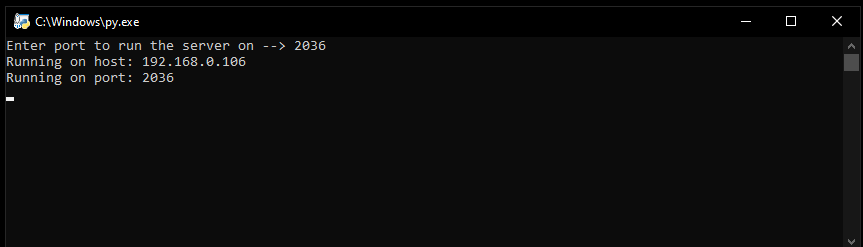 C:\Windows\py.exe
Enter port to run the server on --> 2036
Running on host: 192.168.0.106
Running on port: 2036